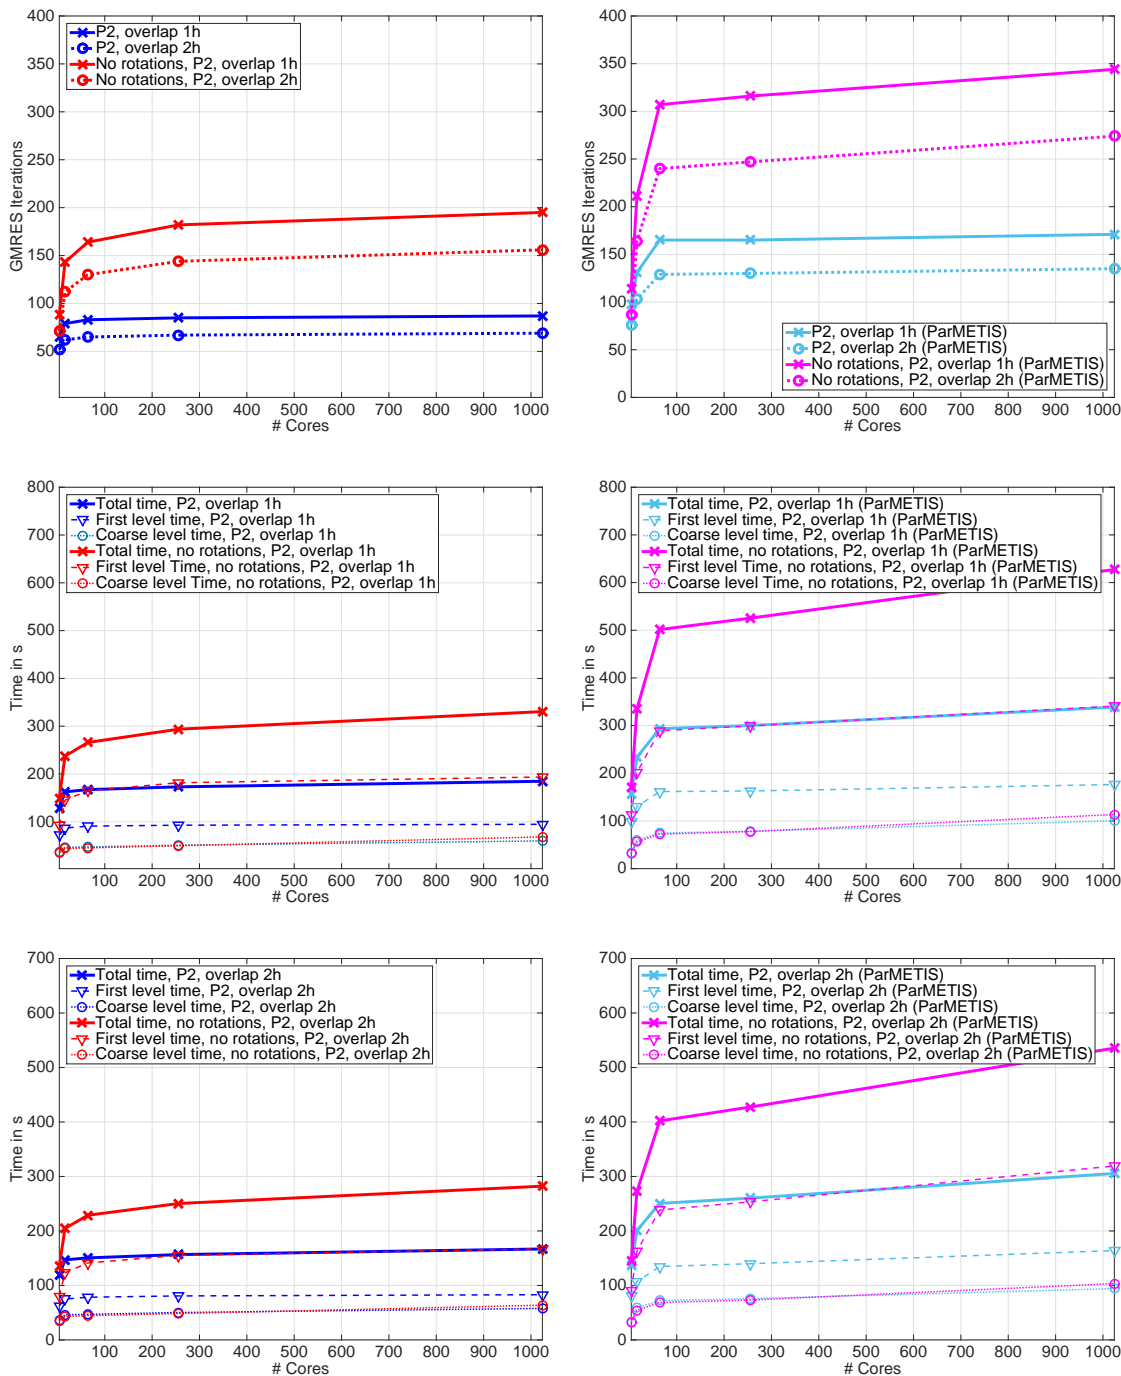 400
350
300
250
200
150
100
50
GMRES Iterations
P2, overlap 1h
P2, overlap 2h
No rotations, P2, overlap 1h
No rotations, P2, overlap 2h
100 200 300 400 500 600 700 800 900 1000
# Cores
400
350
300
250
200
150
100
50
0
GMRES Iterations
P2, overlap 1h (ParMETIS)
P2, overlap 2h (ParMETIS)
No rotations, P2, overlap 1h (ParMETIS)
No rotations, P2, overlap 2h (ParMETIS)
100 200 300 400 500 600 700 800 900 1000
# Cores
800
700
600
500
400
300
200
100
Time in s
Total time, P2, overlap 1h
First level time, P2, overlap 1h
Coarse level time, P2, overlap 1h
Total time, no rotations, P2, overlap 1h
First level Time, no rotations, P2, overlap 1h
Coarse level Time, no rotations, P2, overlap 1h
100 200 300 400 500 600 700 800 900 1000
# Cores
800
700
600
500
400
300
200
100
0
Time in s
Total time, P2, overlap 1h (ParMETIS)
First level time, P2, overlap 1h (ParMETIS)
Coarse level time, P2, overlap 1h (ParMETIS)
Total time, no rotations, P2, overlap 1h (ParMETIS)
First level Time, no rotations, P2, overlap 1h (ParMETIS)
Coarse level Time, no rotations, P2, overlap 1h (ParMETIS)
100 200 300 400 500 600 700 800 900 1000
# Cores
700
600
500
400
300
200
100
0
Time in s
Total time, P2, overlap 2h
First level time, P2, overlap 2h
Coarse level time, P2, overlap 2h
Total time, no rotations, P2, overlap 2h
First level time, no rotations, P2, overlap 2h
Coarse level time, no rotations, P2, overlap 2h
100 200 300 400 500 600 700 800 900 1000
# Cores
700
600
500
400
300
200
100
0
Time in s
Total time, P2, overlap 2h (ParMETIS)
First level time, P2, overlap 2h (ParMETIS)
Coarse level time, P2, overlap 2h (ParMETIS)
Total time, no rotations, P2, overlap 2h (ParMETIS)
First level time, no rotations, P2, overlap 2h (ParMETIS)
Coarse level time, no rotations, P2, overlap 2h (ParMETIS)
100 200 300 400 500 600 700 800 900 1000
# Cores